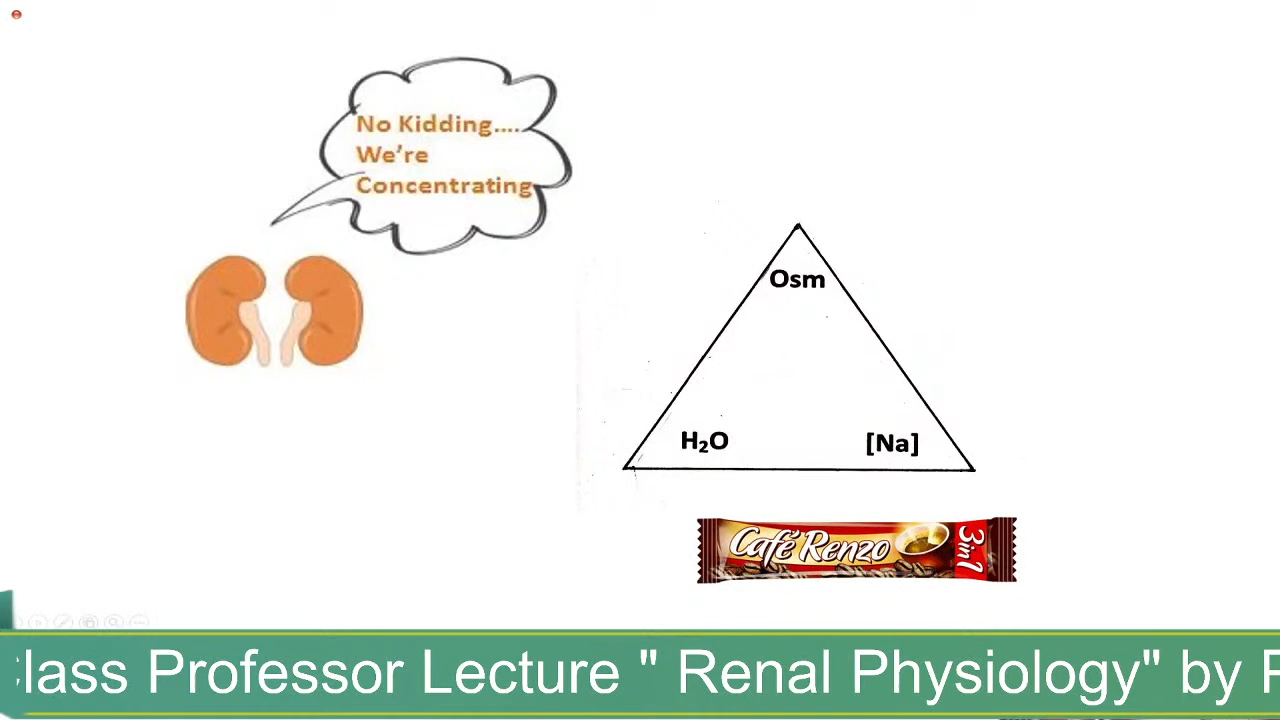 No Kidding....
We're
Concentrating
Osm
H₂O
[Na]
Café Renzo
3in1
lass Professor Lecture " Renal Physiology" by